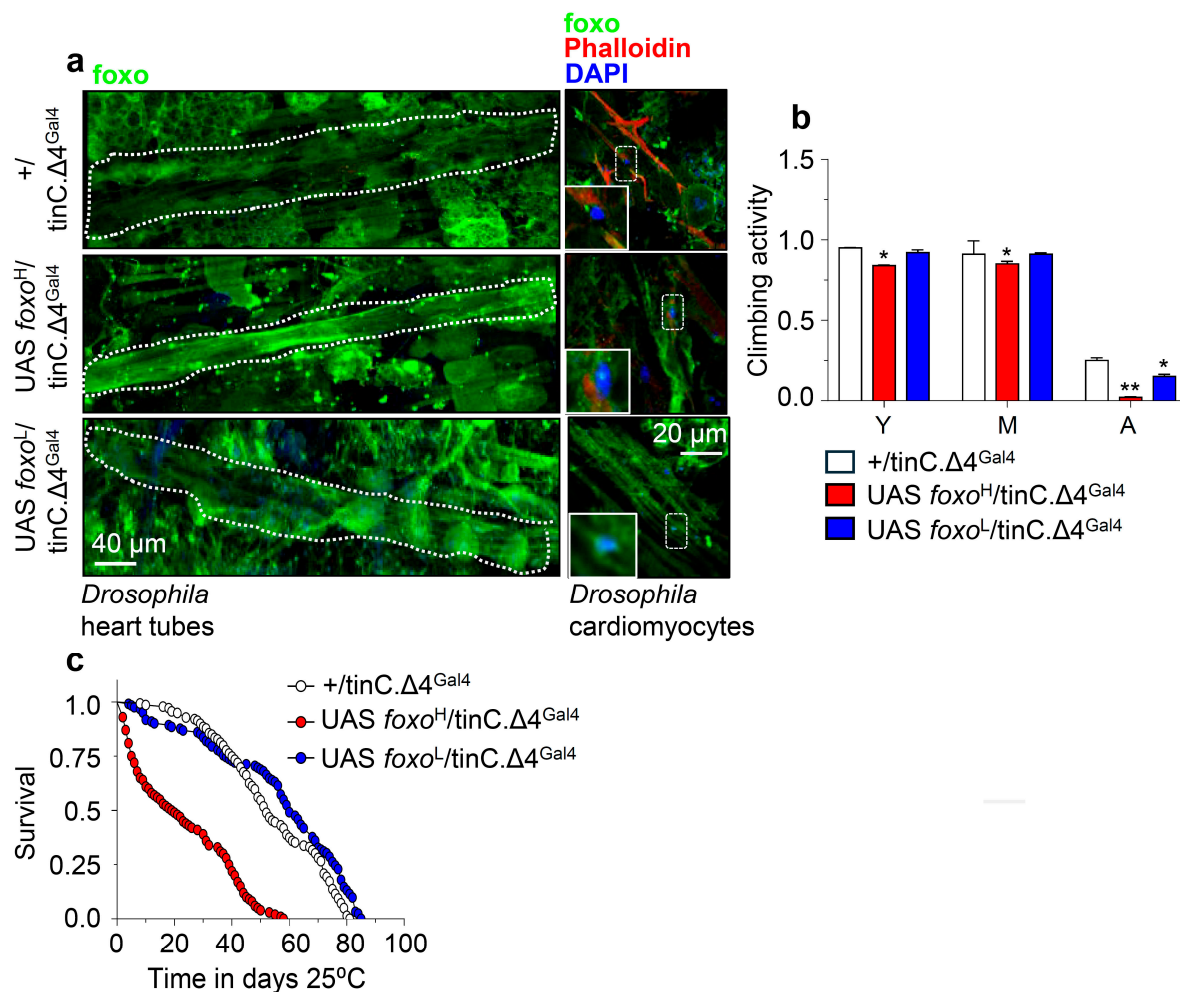 a
foxo
foxo
Phalloidin
DAPI
+/
tinC.Δ4Gal4
UAS foxoH/
tinC.Δ4Gal4
UAS foxoL/
tinC.Δ4Gal4
40 µm
20 µm
Drosophila
heart tubes
Drosophila
cardiomyocytes
b
Climbing activity
1.5
1.0
0.5
0.0
*
*
**
*
Y
M
A
+/tinC.Δ4Gal4
UAS foxoH/tinC.Δ4Gal4
UAS foxoL/tinC.Δ4Gal4
c
+/tinC.Δ4Gal4
UAS foxoH/tinC.Δ4Gal4
UAS foxoL/tinC.Δ4Gal4
Survival
1.0
0.75
0.5
0.25
0.0
0 20 40 60 80 100
Time in days 25ºC